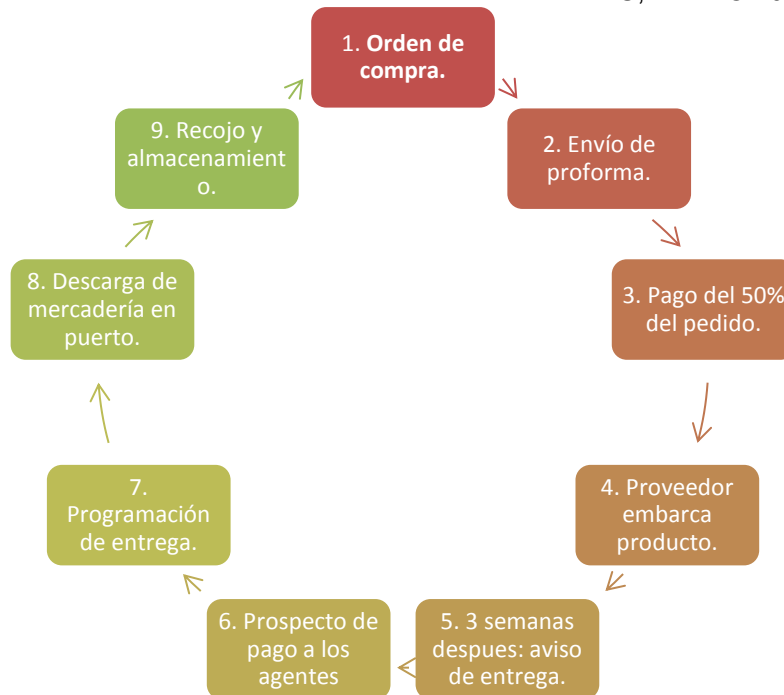 1. Orden de
compra.
2. Envío de
proforma.
3. Pago del 50%
del pedido.
4. Proveedor
embarca
producto.
5. 3 semanas
despues: aviso
de entrega.
6. Prospecto de
pago a los
agentes
7.
Programación
de entrega.
8. Descarga de
mercadería en
puerto.
9. Recojo y
almacenamient
o.